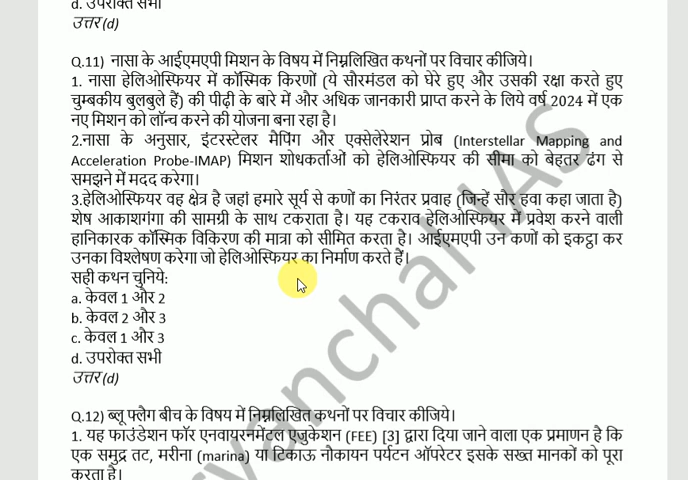 d. उपरोक्त सभी
उत्तर(d)
Q.11) नासा के आईएमएपी मिशन के विषय में निम्नलिखित कथनों पर विचार कीजिये।
1. नासा हेलिओस्फियर में कॉस्मिक किरणों (ये सौरमंडल को घेरे हुए और उसकी रक्षा करते हुए
चुम्बकीय बुलबुले हैं) की पीढ़ी के बारे में और अधिक जानकारी प्राप्त करने के लिये वर्ष 2024 में एक
नए मिशन को लॉन्च करने की योजना बना रहा है।
2.नासा के अनुसार, इंटरस्टेलर मैपिंग और एक्सेलेरेशन प्रोब (Interstellar Mapping and
Acceleration Probe-IMAP) मिशन शोधकर्ताओं को हेलिओस्फियर की सीमा को बेहतर ढंग से
समझने में मदद करेगा।
3.हेलिओस्फियर वह क्षेत्र है जहां हमारे सूर्य से कणों का निरंतर प्रवाह (जिन्हें सौर हवा कहा जाता है)
शेष आकाशगंगा की सामग्री के साथ टकराता है। यह टकराव हेलिओस्फियर में प्रवेश करने वाली
हानिकारक कॉस्मिक विकिरण की मात्रा को सीमित करता है। आईएमएपी उन कणों को इकट्ठा कर
उनका विश्लेषण करेगा जो हेलिओस्फियर का निर्माण करते हैं।
सही कथन चुनिये:
a. केवल 1 और 2
b. केवल 2 और 3
c. केवल 1 और 3
d. उपरोक्त सभी
उत्तर(d)
Q.12) ब्लू फ्लैग बीच के विषय में निम्नलिखित कथनों पर विचार कीजिये।
1. यह फाउंडेशन फॉर एनवायरनमेंटल एजुकेशन (FEE) [3] द्वारा दिया जाने वाला एक प्रमाणन है कि
एक समुद्र तट, मरीना (marina) या टिकाऊ नौकायन पर्यटन ऑपरेटर इसके सख्त मानकों को पूरा
करता है।
yanchal IAS